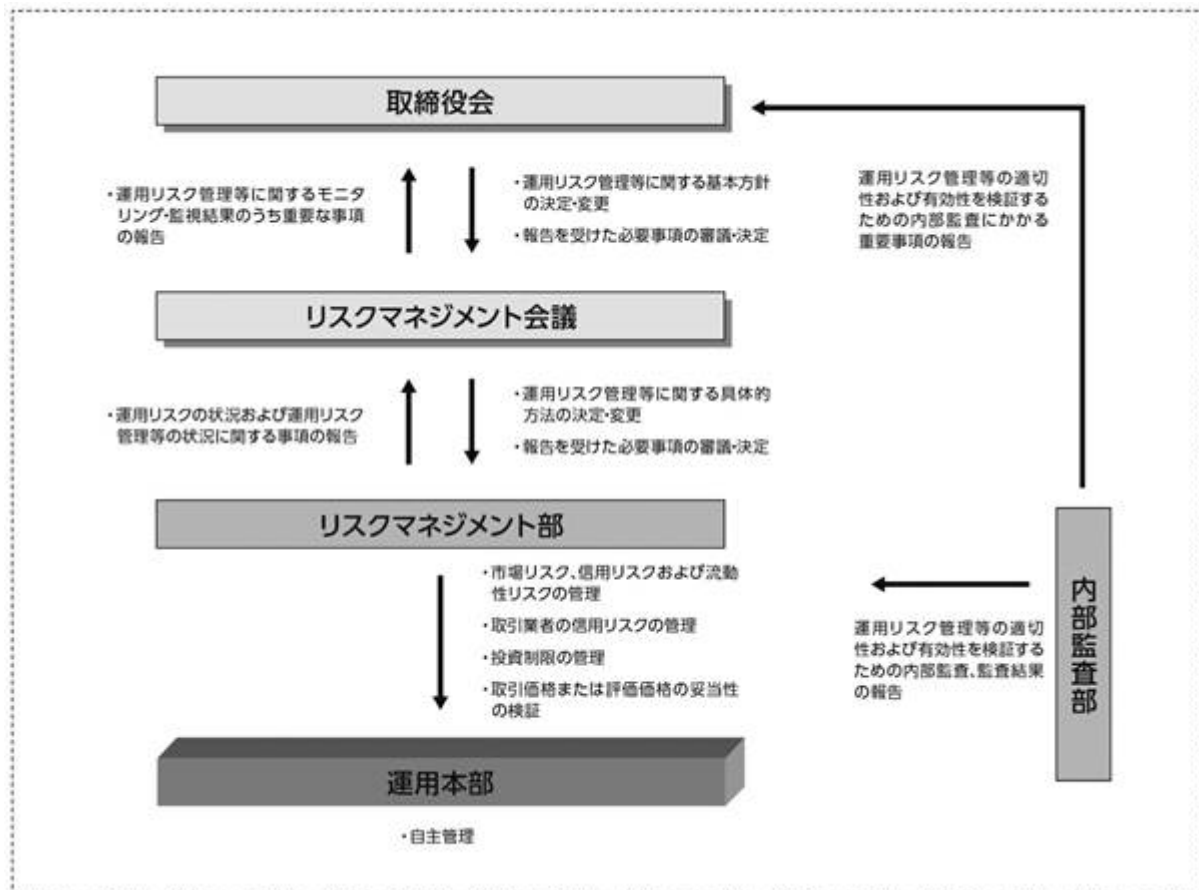 取締役会
・運用リスク管理等に関するモニタ
リング・監視結果のうち重要な事項
の報告
・運用リスク管理等に関する基本方針
の決定・変更
・報告を受けた必要事項の審議・決定
運用リスク管理等の適切
性および有効性を検証す
るための内部監査にかかる
重要事項の報告
リスクマネジメント会議
・運用リスクの状況および運用リスク
管理等の状況に関する事項の報告
・運用リスク管理等に関する具体的
方法の決定・変更
・報告を受けた必要事項の審議・決定
リスクマネジメント部
・市場リスク、信用リスクおよび流動
性リスクの管理
・取引業者の信用リスクの管理
・投資制限の管理
・取引価格または評価価格の妥当性
の検証
運用リスク管理等の適切
性および有効性を検証する
ための内部監査、監査結果
の報告
内部監査部
運用本部
・自主管理